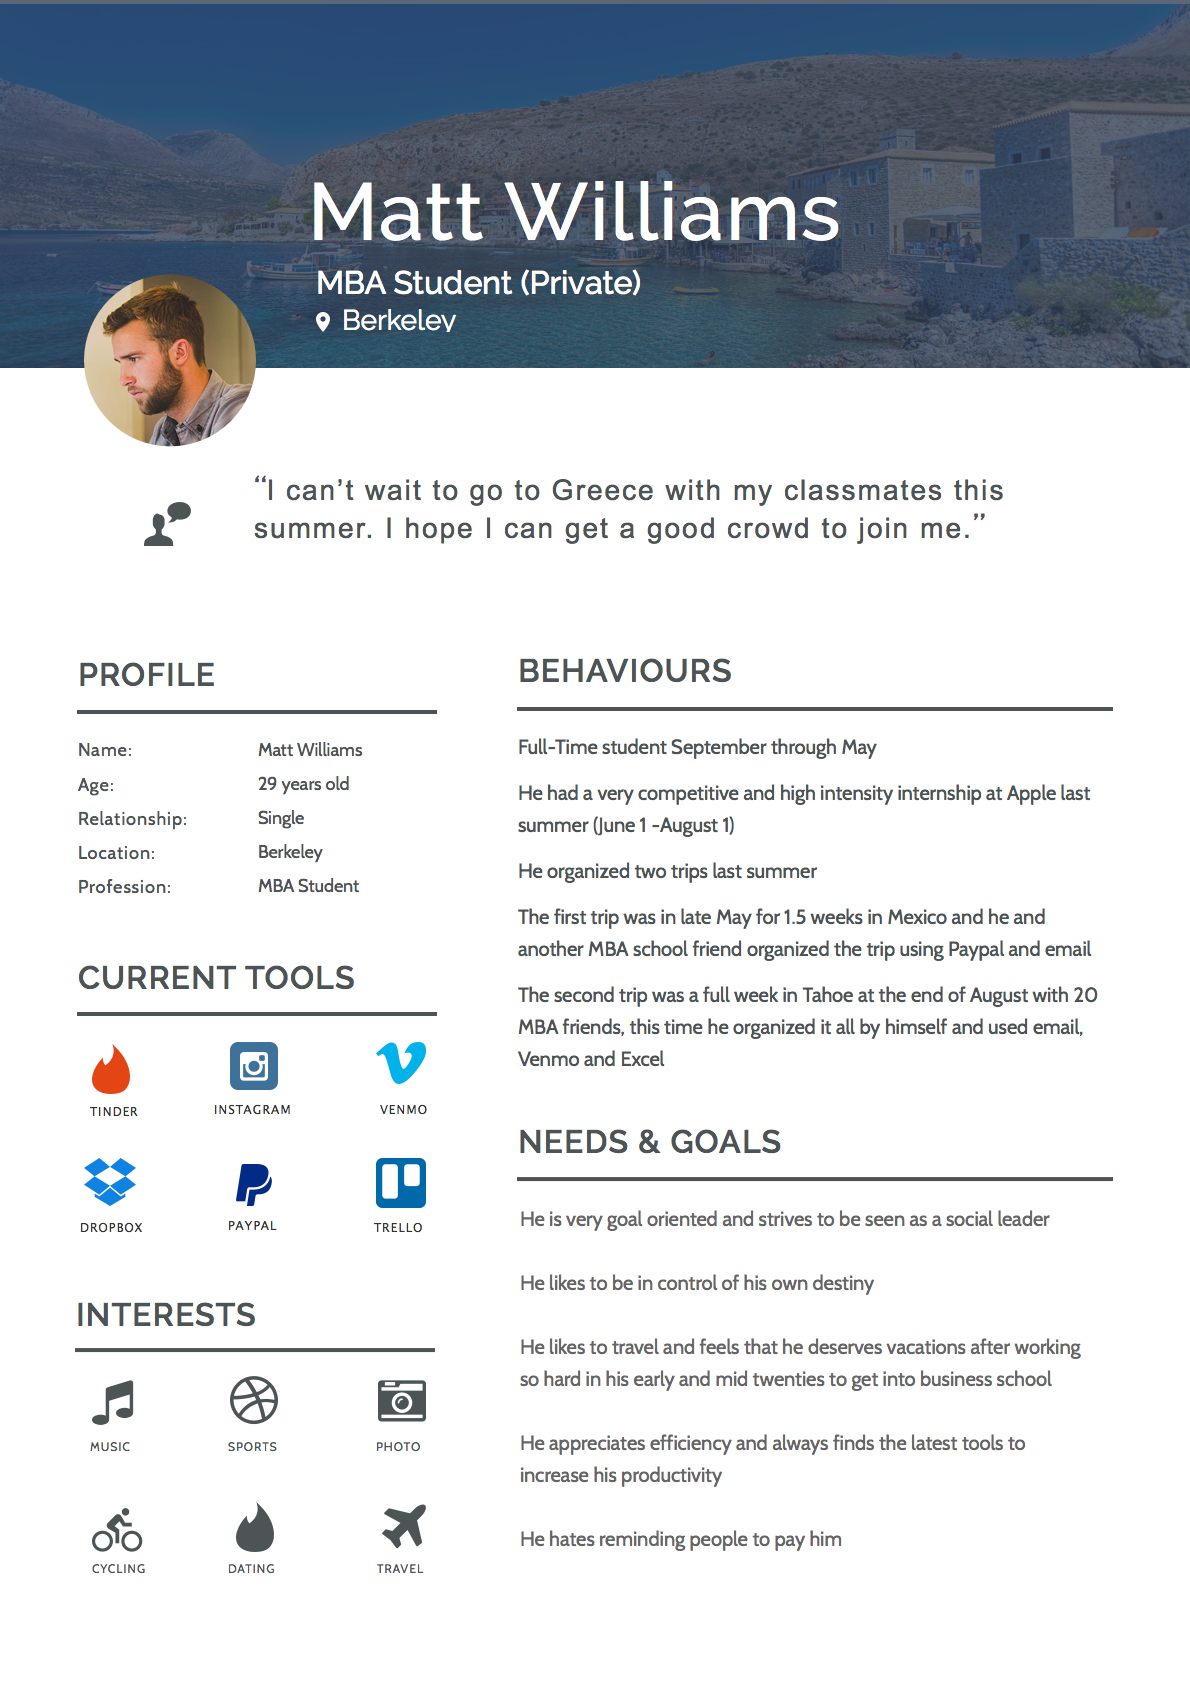 Matt Williams
MBA Student (Private)
Berkeley
“I can’t wait to go to Greece with my classmates this
summer. I hope I can get a good crowd to join me.”
PROFILE
Name: Matt Williams
Age: 29 years old
Relationship: Single
Location: Berkeley
Profession: MBA Student
CURRENT TOOLS
TINDER INSTAGRAM VENMO
DROPBOX PAYPAL TRELLO
INTERESTS
MUSIC SPORTS PHOTO
CYCLING DATING TRAVEL
BEHAVIOURS
Full-Time student September through May
He had a very competitive and high intensity internship at Apple last
summer (June 1 -August 1)
He organized two trips last summer
The first trip was in late May for 1.5 weeks in Mexico and he and
another MBA school friend organized the trip using Paypal and email
The second trip was a full week in Tahoe at the end of August with 20
MBA friends, this time he organized it all by himself and used email,
Venmo and Excel
NEEDS & GOALS
He is very goal oriented and strives to be seen as a social leader
He likes to be in control of his own destiny
He likes to travel and feels that he deserves vacations after working
so hard in his early and mid twenties to get into business school
He appreciates efficiency and always finds the latest tools to
increase his productivity
He hates reminding people to pay him